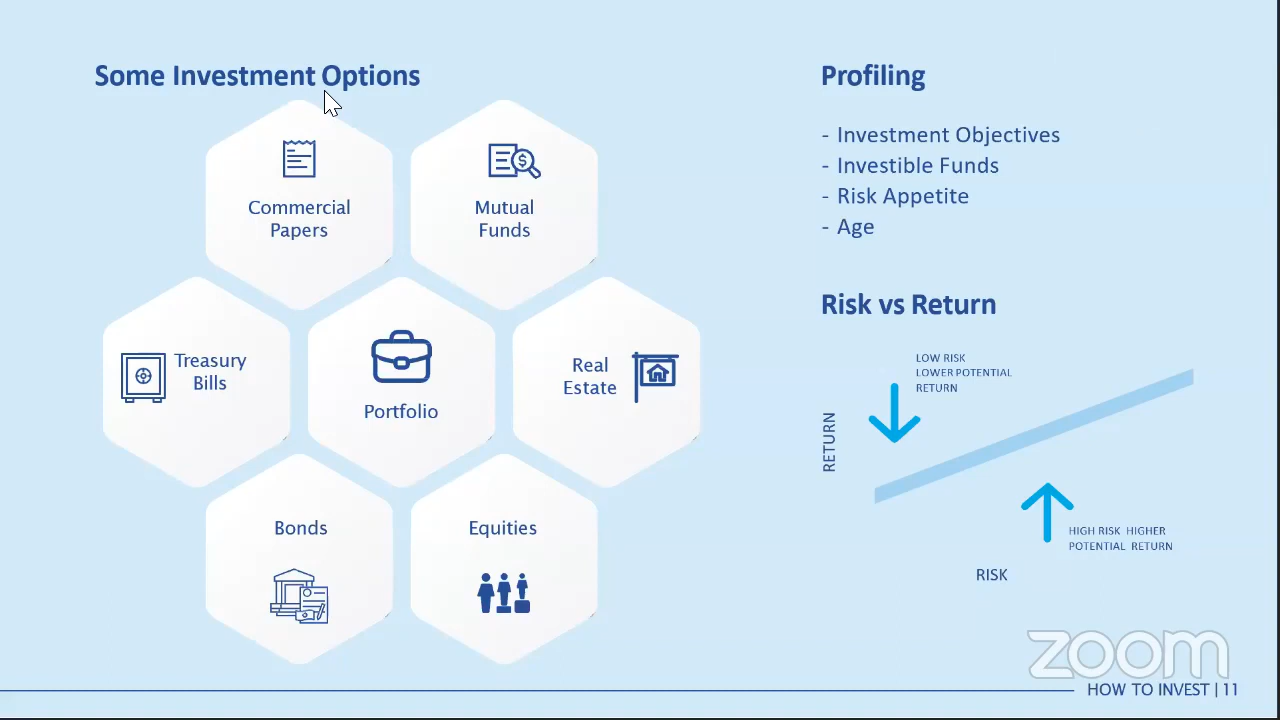 Some Investment Options
Commercial
Papers
Mutual
Funds
Treasury
Bills
Portfolio
Real
Estate
Bonds
Equities
Profiling
- Investment Objectives
- Investible Funds
- Risk Appetite
- Age
Risk vs Return
LOW RISK
LOWER POTENTIAL
RETURN
RETURN
HIGH RISK HIGHER
POTENTIAL RETURN
RISK
zoom
HOW TO INVEST | 11